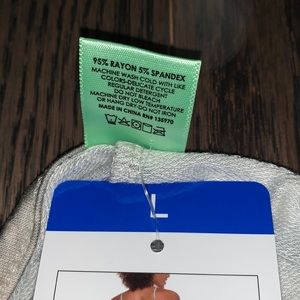 95% RAYON 5% SPANDEX
MACHINE WASH COLD WITH LIKE
COLORS-DELICATE CYCLE
REGULAR DETERGENT
DO NOT BLEACH
MACHINE DRY LOW TEMPERATURE
OR HANG DRY-DO NOT IRON
MADE IN CHINA RN# 135970
L